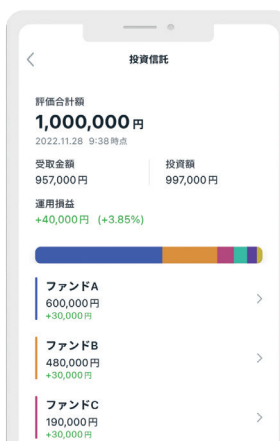 投資信託
評価合計額
1,000,000円
2022.11.28 9:38時点
受取金額
957,000円
投資額
997,000円
運用損益
+40,000円 (+3.85%)
ファンドA
600,000円
+30,000円
ファンドB
480,000円
+30,000円
ファンドC
190,000円
+30,000円